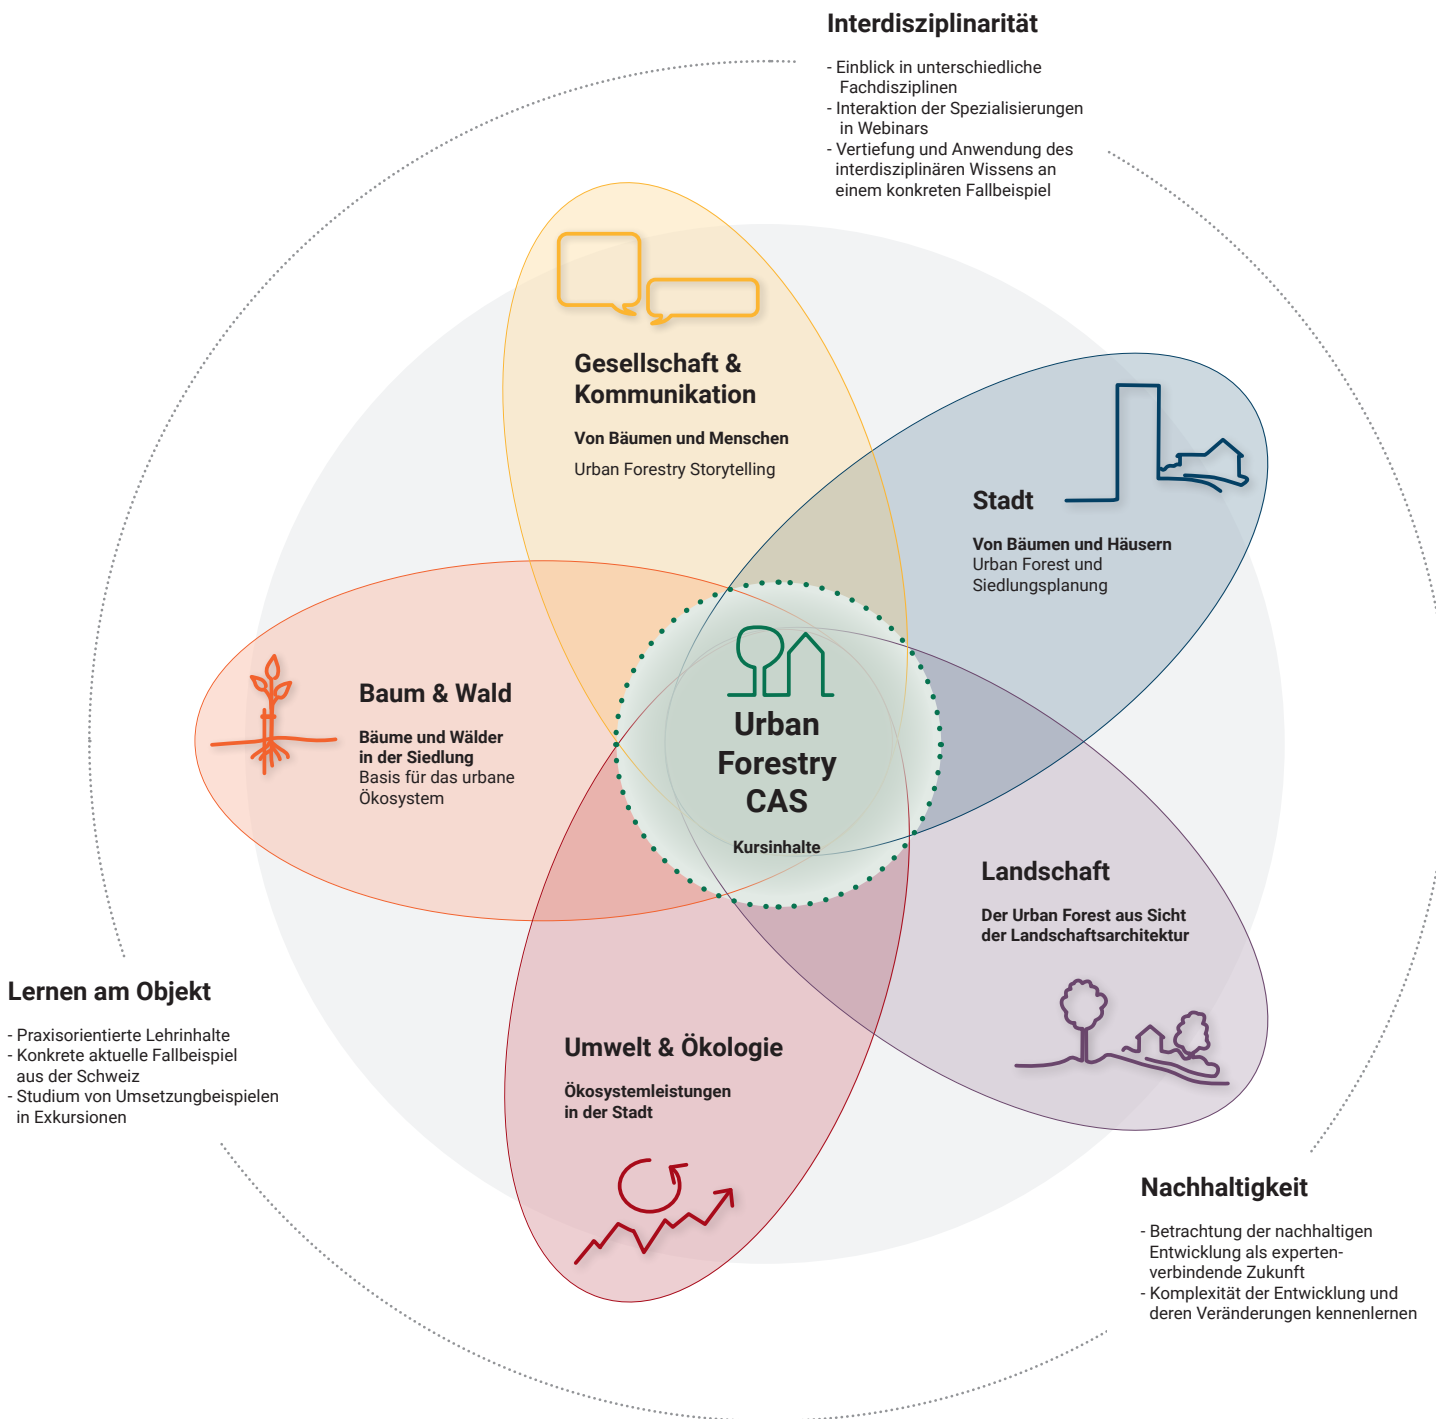 Interdisziplinarität
- Einblick in unterschiedliche
Fachdisziplinen
- Interaktion der Spezialisierungen
in Webinars
- Vertiefung und Anwendung des
interdisziplinären Wissens an
einem konkreten Fallbeispiel
Gesellschaft &
Kommunikation
Von Bäumen und Menschen
Urban Forestry Storytelling
Stadt
Von Bäumen und Häusern
Urban Forest und
Siedlungsplanung
Baum & Wald
Bäume und Wälder
in der Siedlung
Basis für das urbane
Ökosystem
Urban
Forestry
CAS
Kursinhalte
Landschaft
Der Urban Forest aus Sicht
der Landschaftsarchitektur
Umwelt & Ökologie
Ökosystemleistungen
in der Stadt
Lernen am Objekt
- Praxisorientierte Lehrinhalte
- Konkrete aktuelle Fallbeispiel
aus der Schweiz
- Studium von Umsetzungbeispielen
in Exkursionen
Nachhaltigkeit
- Betrachtung der nachhaltigen
Entwicklung als experten-
verbindende Zukunft
- Komplexität der Entwicklung und
deren Veränderungen kennenlernen